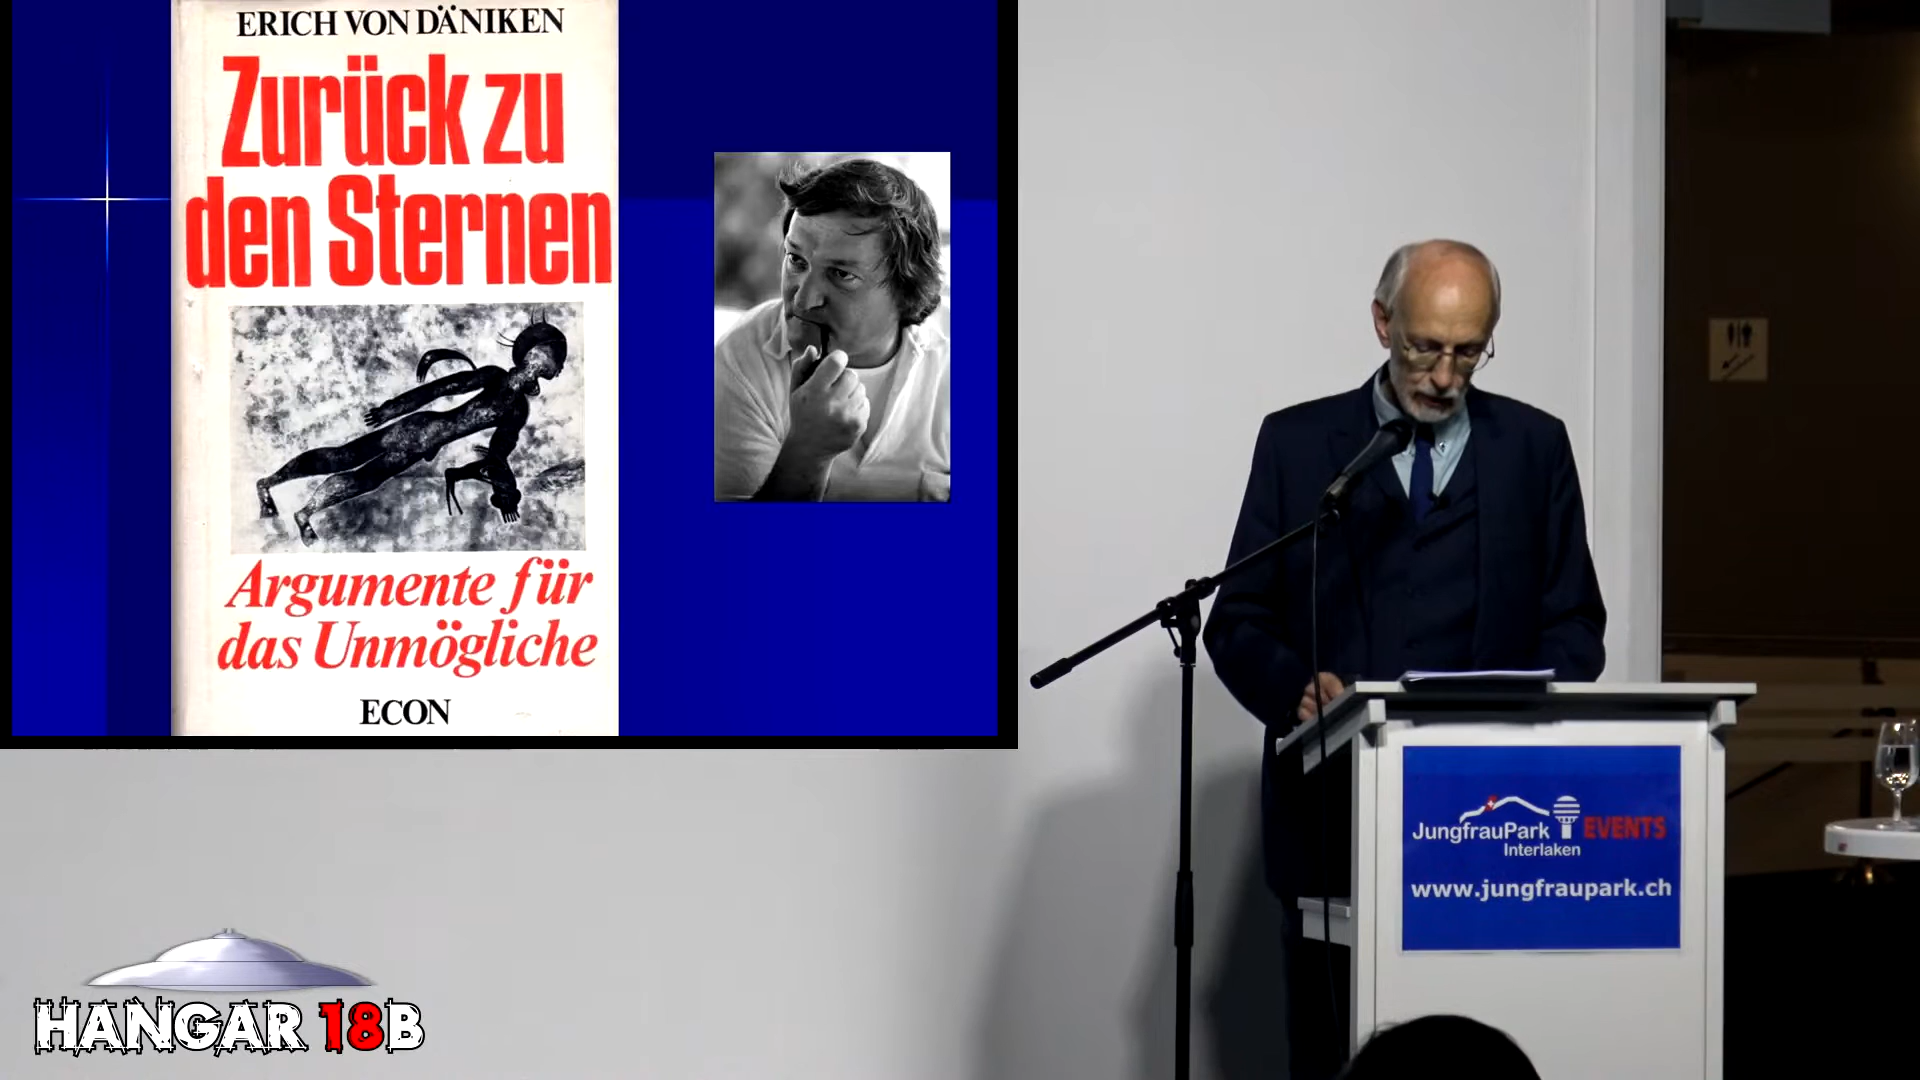 ERICH VON DÄNIKEN
Zurück zu
den Sternen
Argumente für
das Unmögliche
ECON
JungfrauPark EVENTS
Interlaken
www.jungfraupark.ch
HANGAR 18B